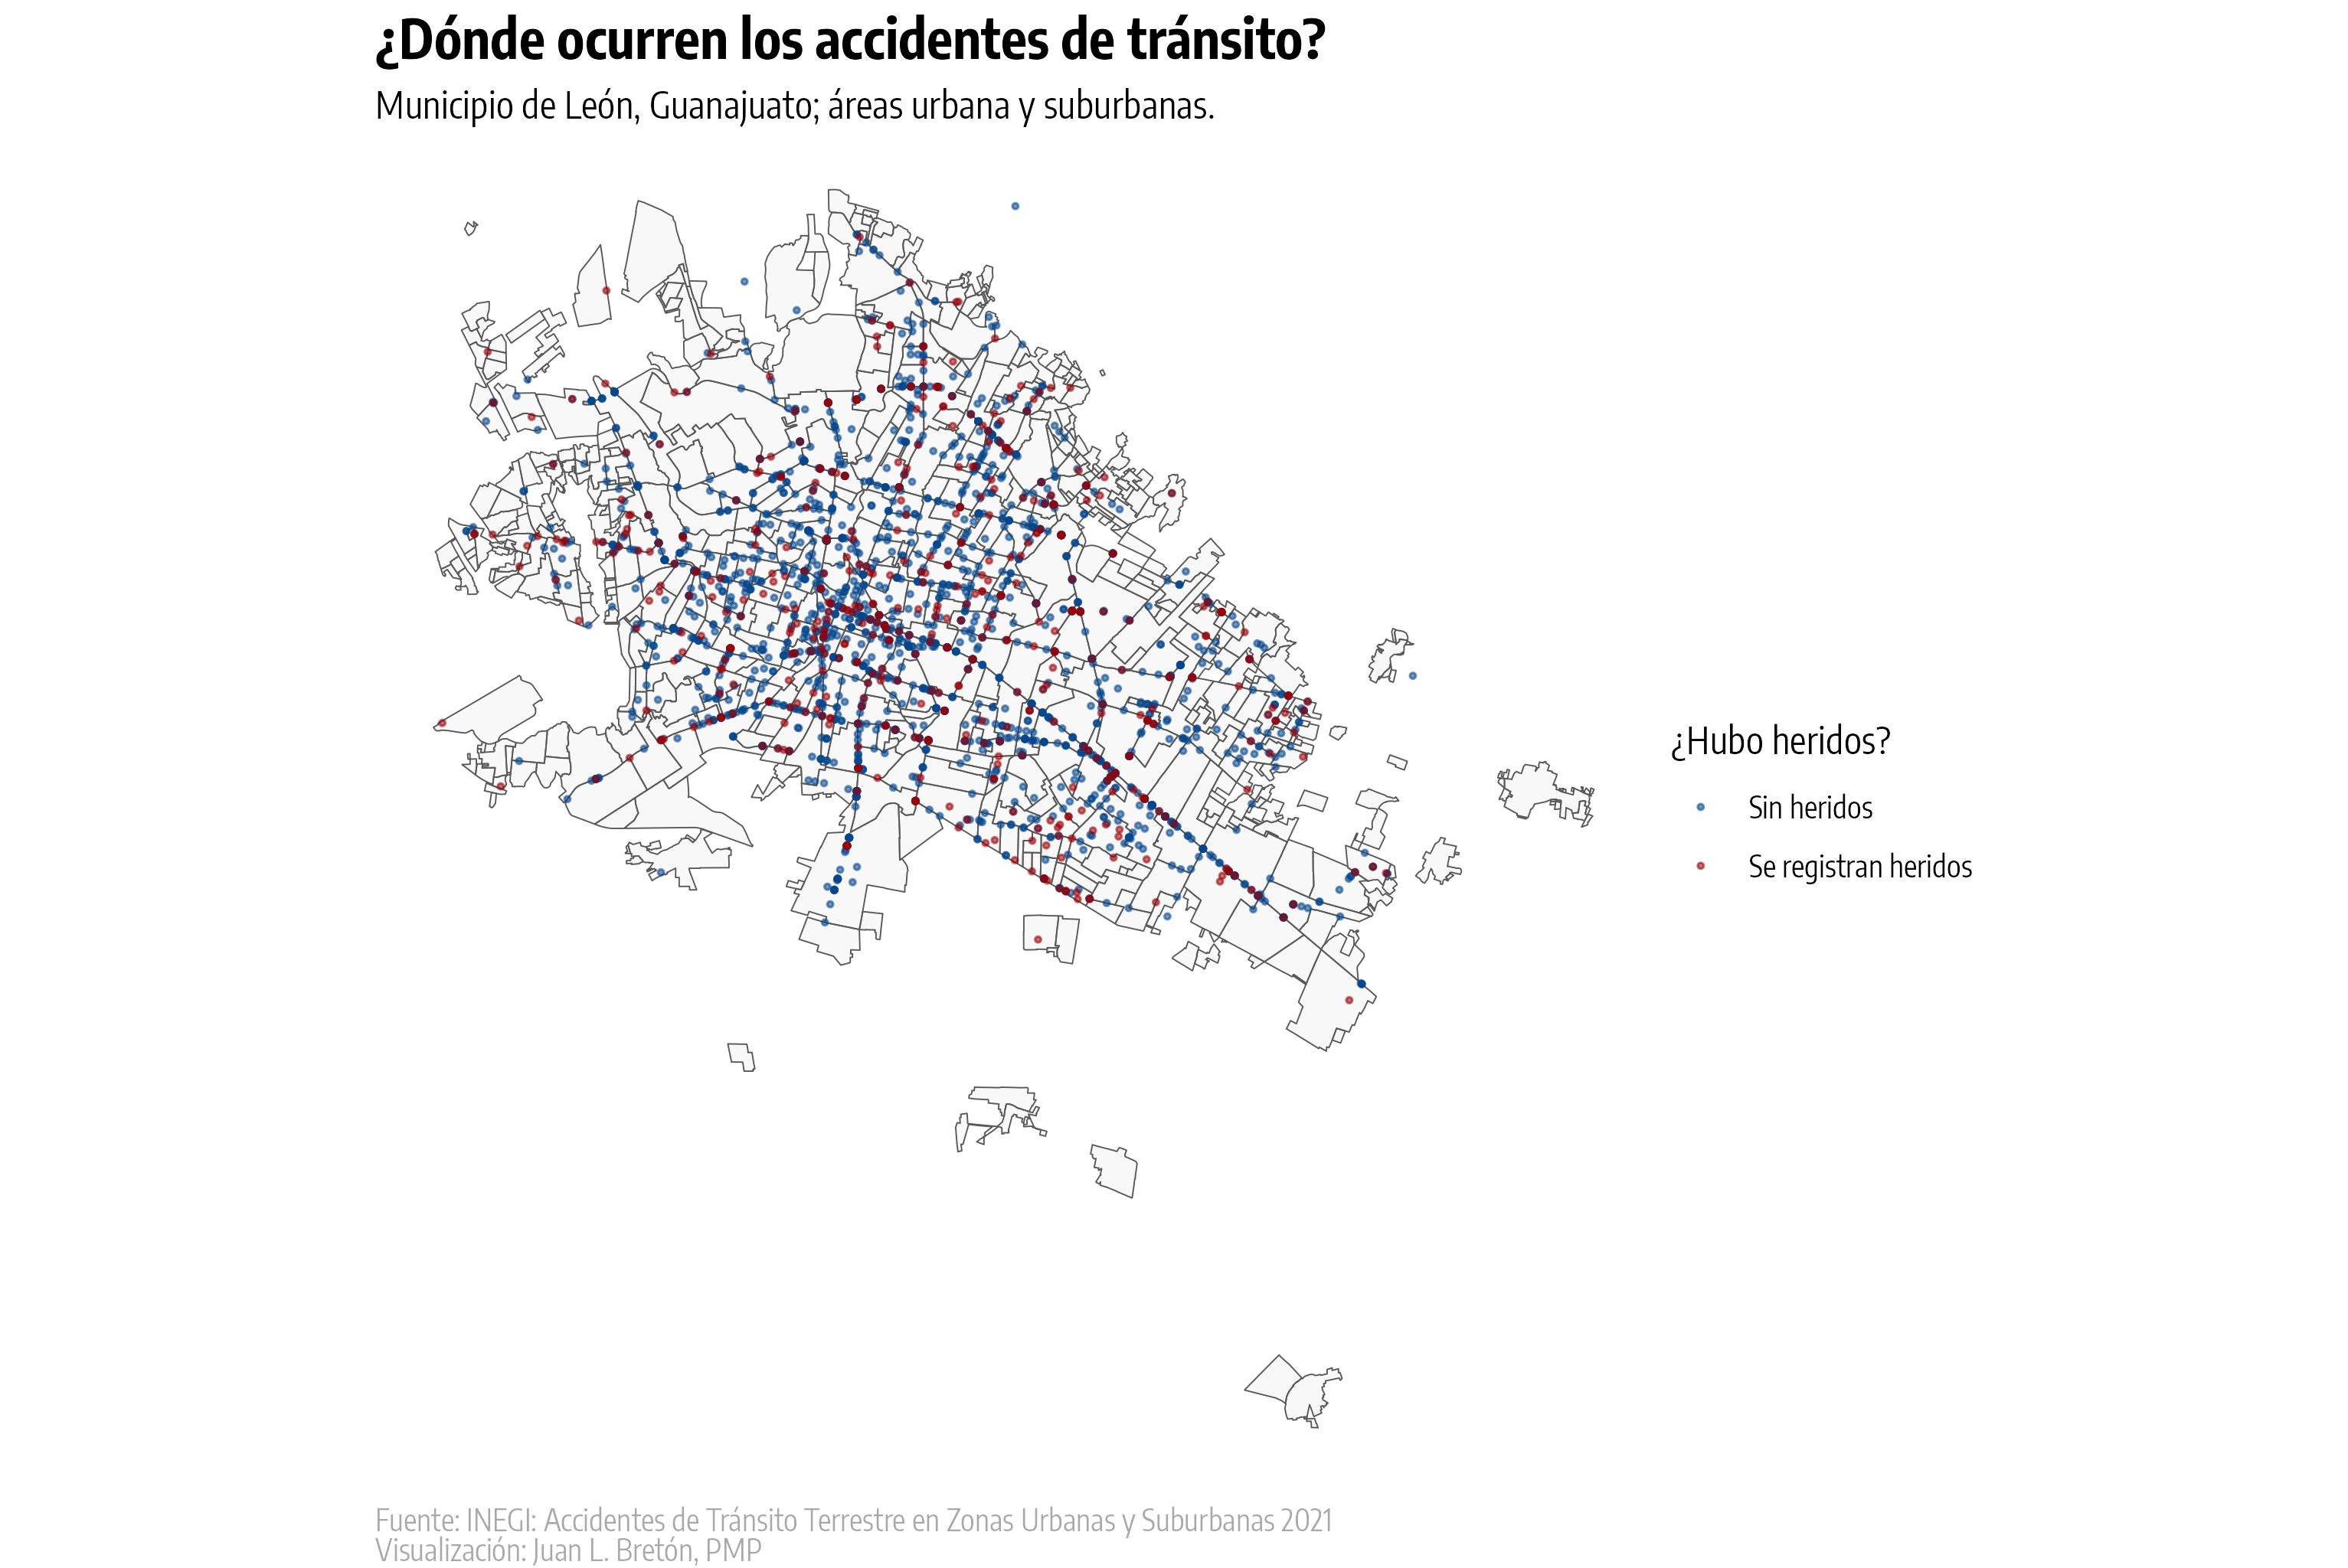 ¿Dónde ocurren los accidentes de tránsito?
Municipio de León, Guanajuato; áreas urbana y suburbanas.
¿Hubo heridos?
Sin heridos
Se registran heridos
Fuente: INEGI: Accidentes de Tránsito Terrestre en Zonas Urbanas y Suburbanas 2021
Visualización: Juan L. Bretón, PMP